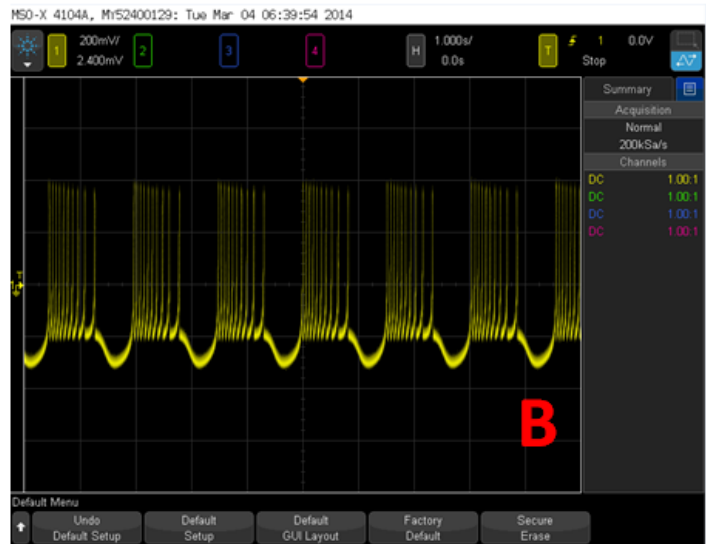 MSO-X 4104A, MY52400129: Tue Mar 04 06:39:54 2014
1 200mV/ 2 3 4 H 1.000s/ T 1 0.0V
2.400mV 0.0s Stop
Summary
Acquisition
Normal
200kSa/s
Channels
DC 1.00:1
DC 1.00:1
DC 1.00:1
DC 1.00:1
T
1
B
Default Menu
Undo
Default Setup
Default
Setup
Default
GUI Layout
Factory
Default
Secure
Erase